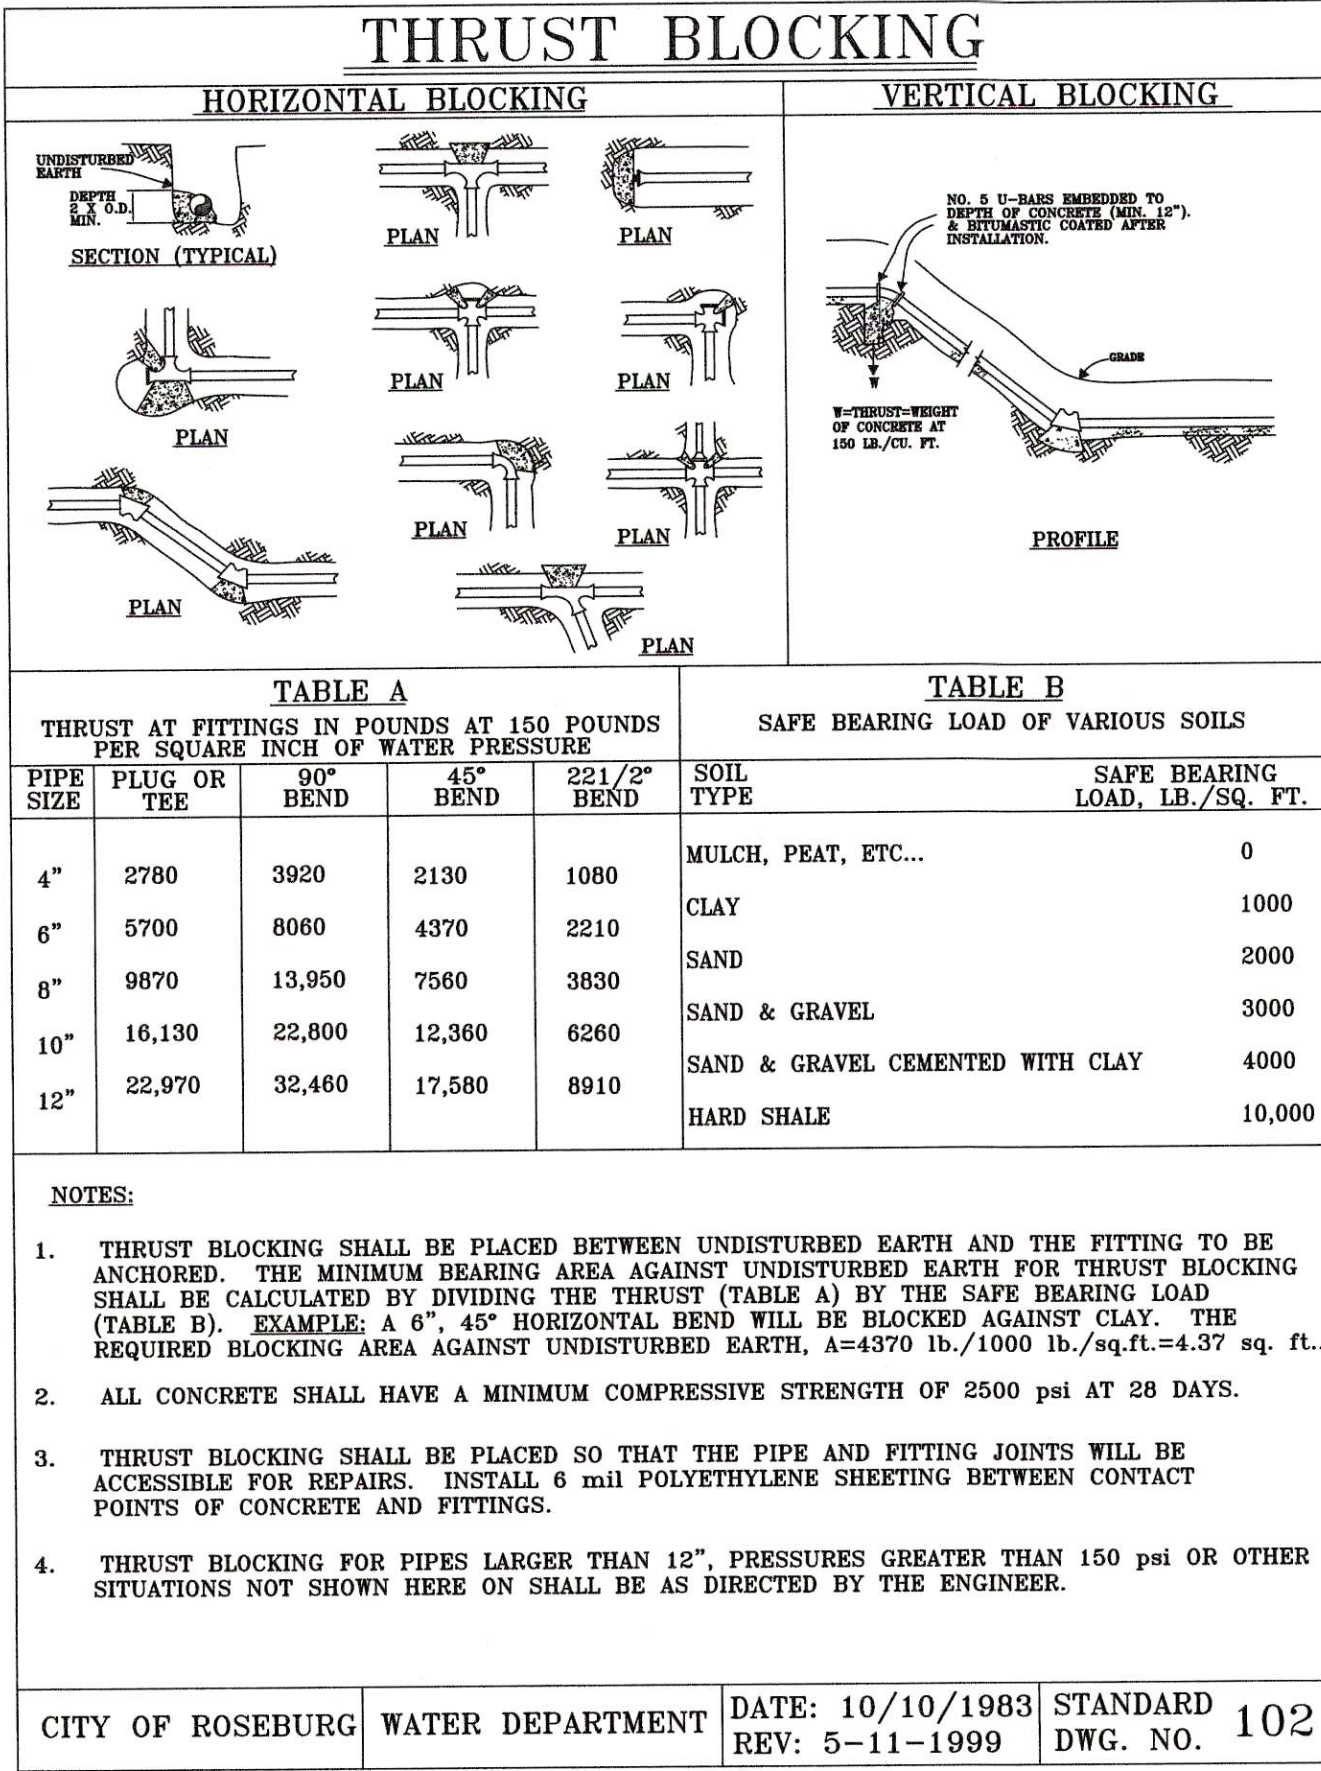 THRUST BLOCKING
HORIZONTAL BLOCKING
VERTICAL BLOCKING
UNDISTURBED
EARTH
DEPTH
2 X O.D.
MIN.
SECTION (TYPICAL)
PLAN
PLAN
PLAN
PLAN
PLAN
PLAN
PLAN
PLAN
PLAN
NO. 5 U-BARS EMBEDDED TO
DEPTH OF CONCRETE (MIN. 12").
& BITUMASTIC COATED AFTER
INSTALLATION.
GRADE
W
W=THRUST=WEIGHT
OF CONCRETE AT
150 LB./CU. FT.
PROFILE
TABLE A
THRUST AT FITTINGS IN POUNDS AT 150 POUNDS
PER SQUARE INCH OF WATER PRESSURE
PIPE SIZE PLUG OR TEE 90° BEND 45° BEND 221/2° BEND
4" 2780 3920 2130 1080
6" 5700 8060 4370 2210
8" 9870 13,950 7560 3830
10" 16,130 22,800 12,360 6260
12" 22,970 32,460 17,580 8910
TABLE B
SAFE BEARING LOAD OF VARIOUS SOILS
SOIL TYPE SAFE BEARING LOAD, LB./SQ. FT.
MULCH, PEAT, ETC... 0
CLAY 1000
SAND 2000
SAND & GRAVEL 3000
SAND & GRAVEL CEMENTED WITH CLAY 4000
HARD SHALE 10,000
NOTES:
1. THRUST BLOCKING SHALL BE PLACED BETWEEN UNDISTURBED EARTH AND THE FITTING TO BE
ANCHORED. THE MINIMUM BEARING AREA AGAINST UNDISTURBED EARTH FOR THRUST BLOCKING
SHALL BE CALCULATED BY DIVIDING THE THRUST (TABLE A) BY THE SAFE BEARING LOAD
(TABLE B). EXAMPLE: A 6", 45° HORIZONTAL BEND WILL BE BLOCKED AGAINST CLAY. THE
REQUIRED BLOCKING AREA AGAINST UNDISTURBED EARTH, A=4370 lb./1000 lb./sq.ft.=4.37 sq. ft..
2. ALL CONCRETE SHALL HAVE A MINIMUM COMPRESSIVE STRENGTH OF 2500 psi AT 28 DAYS.
3. THRUST BLOCKING SHALL BE PLACED SO THAT THE PIPE AND FITTING JOINTS WILL BE
ACCESSIBLE FOR REPAIRS. INSTALL 6 mil POLYETHYLENE SHEETING BETWEEN CONTACT
POINTS OF CONCRETE AND FITTINGS.
4. THRUST BLOCKING FOR PIPES LARGER THAN 12", PRESSURES GREATER THAN 150 psi OR OTHER
SITUATIONS NOT SHOWN HERE ON SHALL BE AS DIRECTED BY THE ENGINEER.
CITY OF ROSEBURG
WATER DEPARTMENT
DATE: 10/10/1983
REV: 5-11-1999
STANDARD
DWG. NO. 102